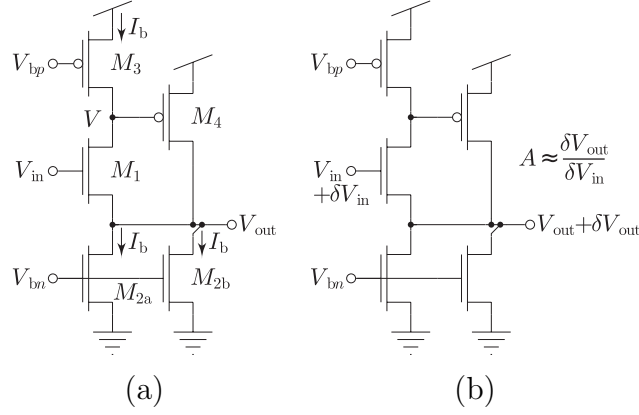 I_b
V_bp
M_3
V
M_4
V_in
M_1
V_out
I_b
I_b
V_bn
M_2a
M_2b
(a)
V_bp
V_in
+δV_in
A ≈ δV_out
δV_in
V_out+δV_out
V_bn
(b)